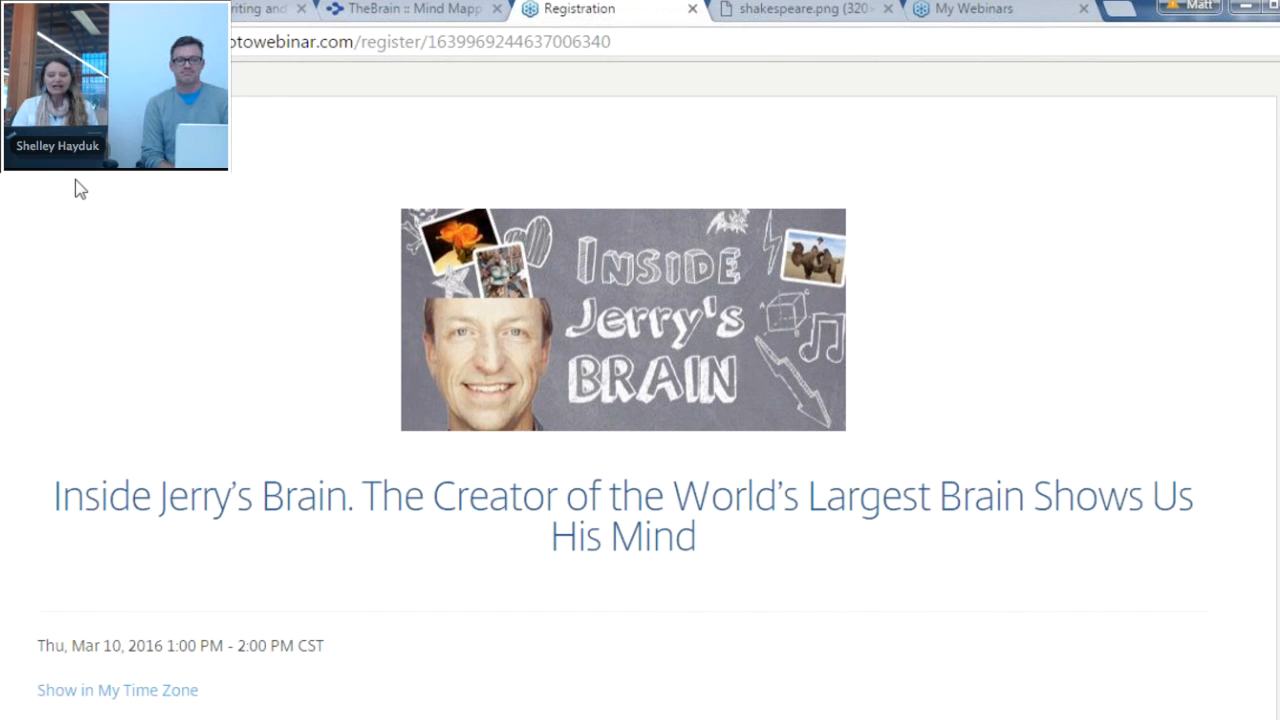 iting and
TheBrain :: Mind Mapp
Registration
shakespeare.png (320
My Webinars
Matt
otowebinar.com/register/1639969244637006340
Shelley Hayduk
INSIDE
Jerry's
BRAIN
Inside Jerry's Brain. The Creator of the World's Largest Brain Shows Us
His Mind
Thu, Mar 10, 2016 1:00 PM - 2:00 PM CST
Show in My Time Zone